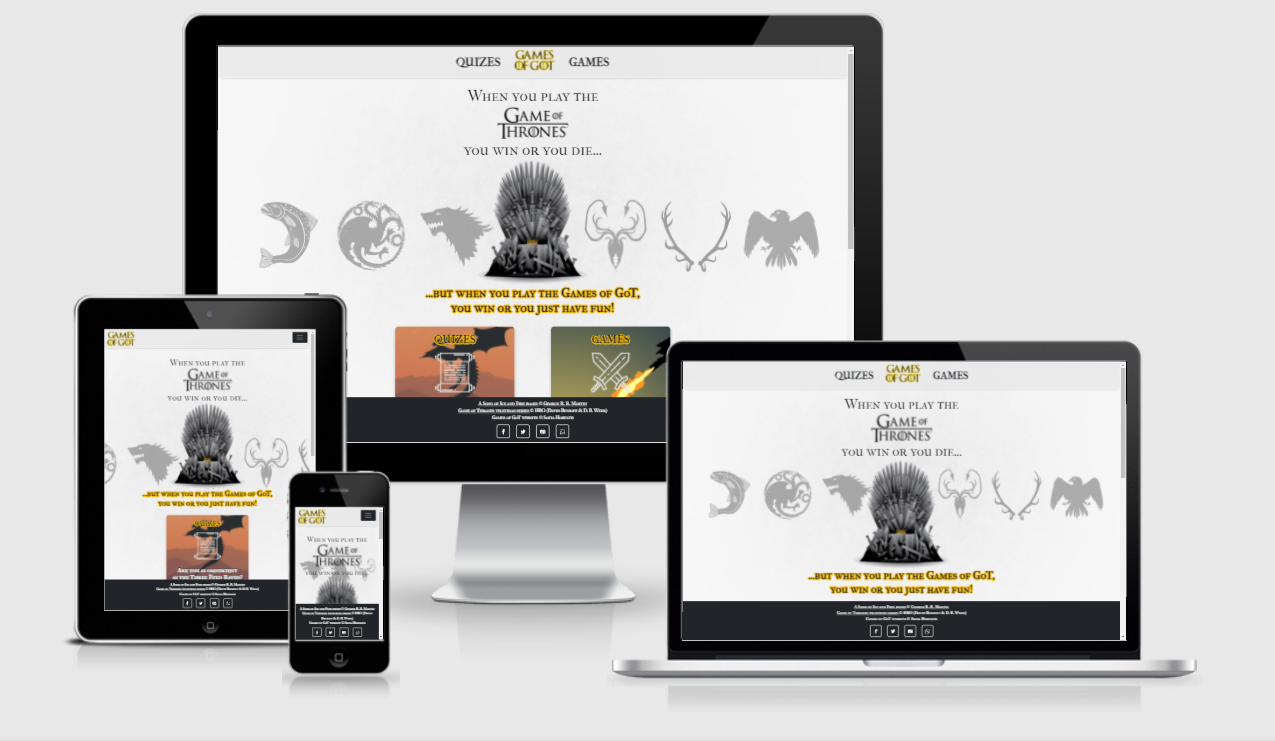 QUIZES
GAMES
OF GOT
GAMES
When you play the
Game of
Thrones
you win or you die...
...but when you play the Games of GoT,
you win or you just have fun!
QUIZES
GAMES
A Song of Ice and Fire books © George R. R. Martin
Game of Thrones television series © HBO (David Benioff & D. B. Weiss)
Games of GoT website ©
GAMES
OF GOT
When you play the
Game of
Thrones
you win or you die...
...but when you play the Games of GoT,
you win or you just have fun!
QUIZES
Are you as omniscient
as the Three Eyed Raven?
A Song of Ice and Fire books © George R. R. Martin
Game of Thrones television series © HBO (David Benioff & D. B. Weiss)
Games of GoT website ©
GAMES
OF GOT
When you play the
Game of
Thrones
you win or you die...
A Song of Ice and Fire books © George R. R. Martin
Game of Thrones television series © HBO (David
Benioff & D. B. Weiss)
Games of GoT website ©
QUIZES
GAMES
OF GOT
GAMES
When you play the
Game of
Thrones
you win or you die...
...but when you play the Games of GoT,
you win or you just have fun!
A Song of Ice and Fire books © George R. R. Martin
Game of Thrones television series © HBO (David Benioff & D. B. Weiss)
Games of GoT website ©